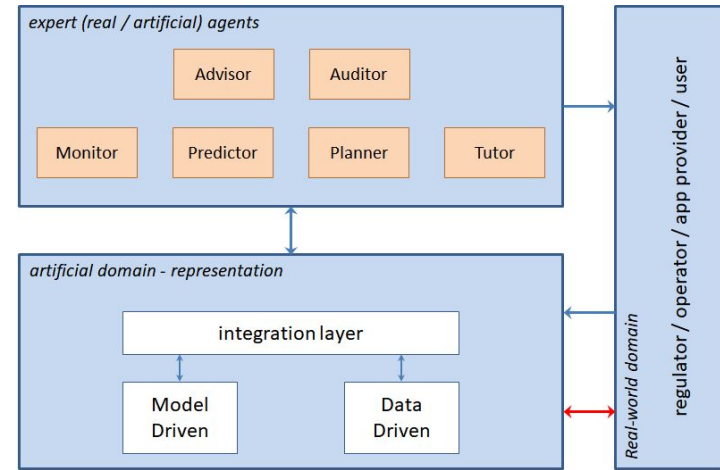 expert (real / artificial) agents
Advisor
Auditor
Monitor
Predictor
Planner
Tutor
artificial domain - representation
integration layer
Model
Driven
Data
Driven
Real-world domain
regulator / operator / app provider / user